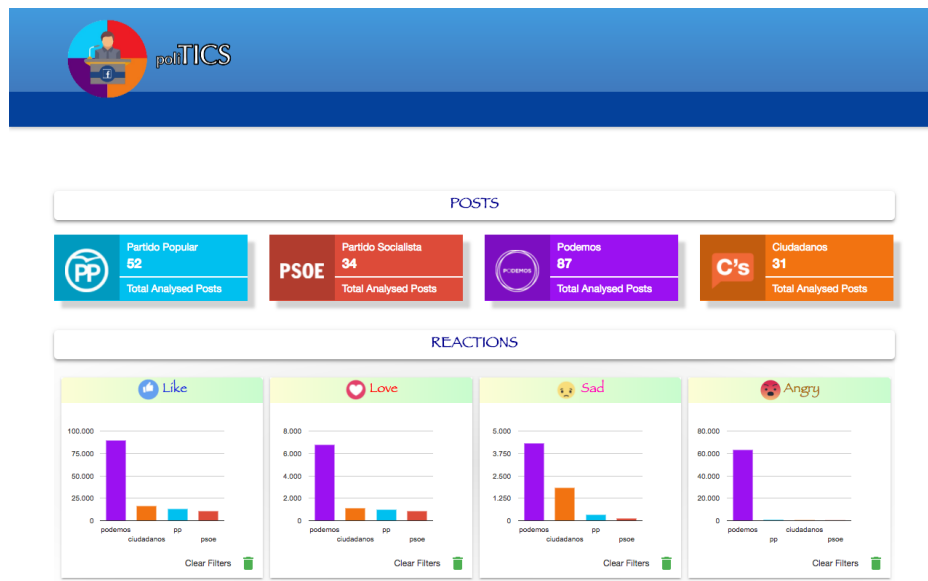 poliTICS
POSTS
PP
Partido Popular
52
Total Analysed Posts
PSOE
Partido Socialista
34
Total Analysed Posts
PODEMOS
Podemos
87
Total Analysed Posts
C's
Ciudadanos
31
Total Analysed Posts
REACTIONS
Like
100.000
75.000
50.000
25.000
0
podemos
ciudadanos
pp
psoe
Clear Filters
Love
8.000
6.000
4.000
2.000
0
podemos
ciudadanos
pp
psoe
Clear Filters
Sad
5.000
3.750
2.500
1.250
0
podemos
ciudadanos
pp
psoe
Clear Filters
Angry
80.000
60.000
40.000
20.000
0
podemos
pp
ciudadanos
psoe
Clear Filters